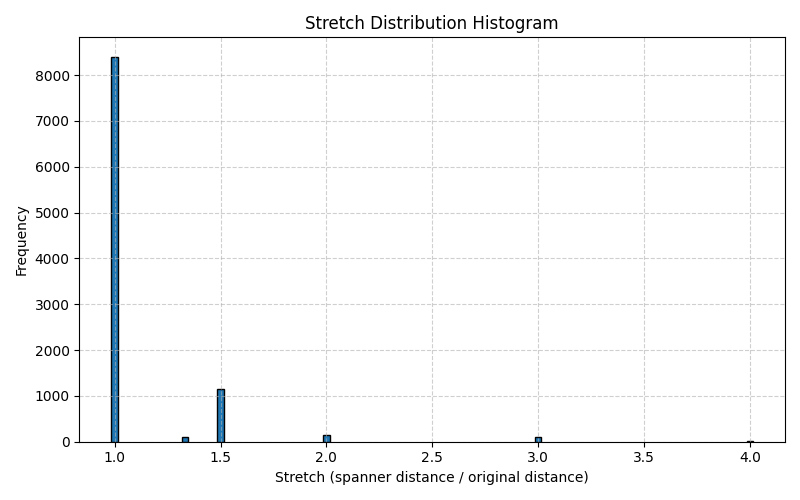 Stretch Distribution Histogram
Frequency
8000
7000
6000
5000
4000
3000
2000
1000
0
1.0 1.5 2.0 2.5 3.0 3.5 4.0
Stretch (spanner distance / original distance)